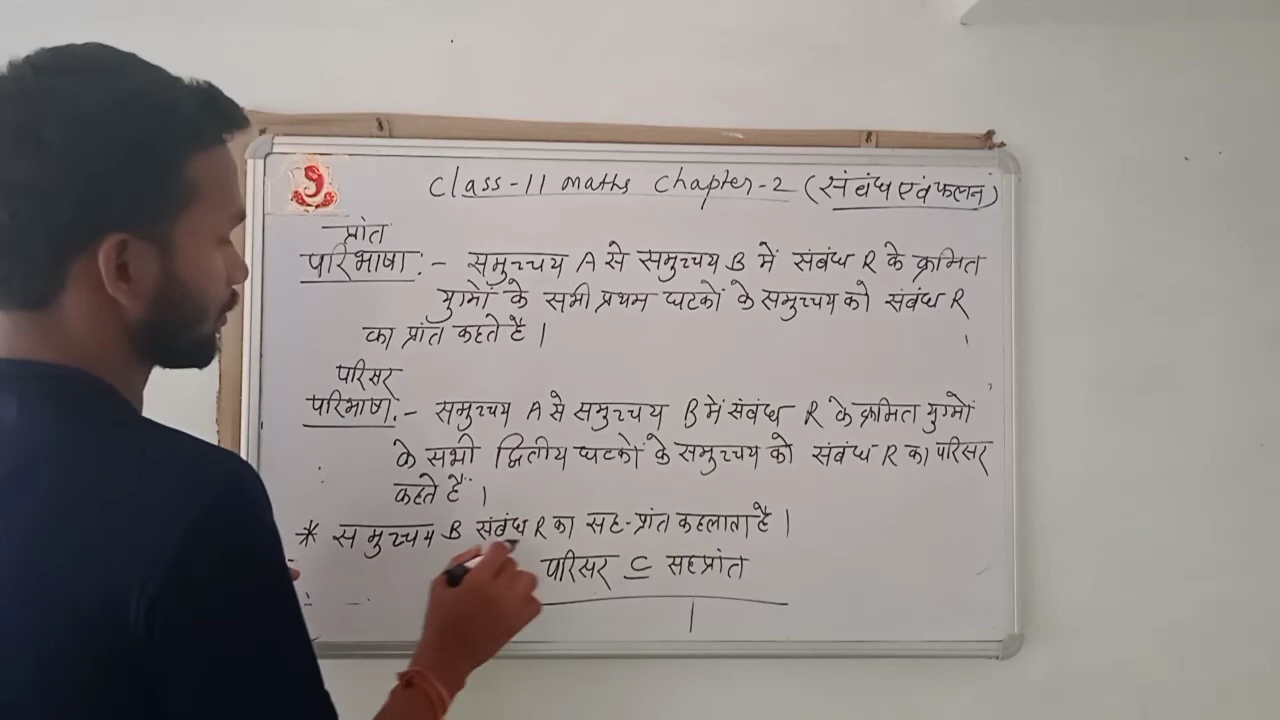 Class-11 maths Chapter-2 (संबंध एवं फलन)
प्रांत
परिभाषा :- समुच्चय A से समुच्चय B में संबंध R के क्रमित
युग्मों के सभी प्रथम घटकों के समुच्चय को संबंध R
का प्रांत कहते है ।
परिसर
परिभाषा :- समुच्चय A से समुच्चय B में संबंध R के क्रमित युग्मों
के सभी द्वितीय घटकों के समुच्चय को संबंध R का परिसर
कहते हैं ।
* समुच्चय B संबंध R का सह-प्रांत कहलाता है ।
परिसर ⊆ सहप्रांत